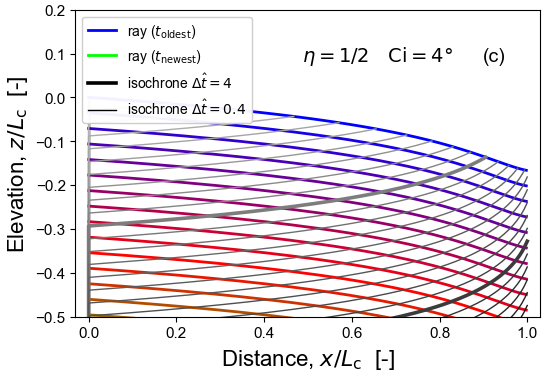 0.2
ray (t_oldest)
ray (t_newest)
isochrone Δt̂ = 4
isochrone Δt̂ = 0.4
η = 1/2 Ci = 4° (c)
0.1
0.0
−0.1
−0.2
−0.3
−0.4
−0.5
Elevation, z/L_c [-]
0.0 0.2 0.4 0.6 0.8 1.0
Distance, x/L_c [-]